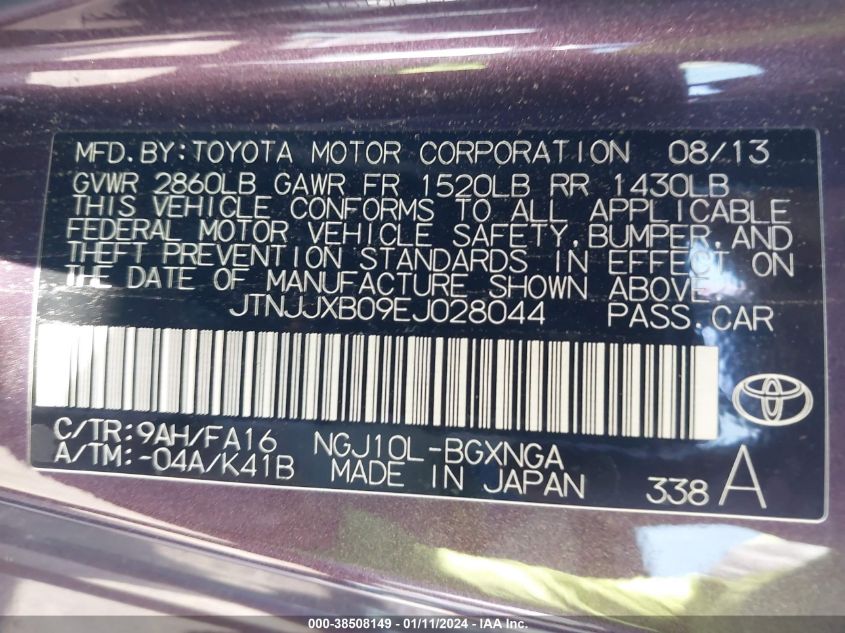 MFD.BY:TOYOTA MOTOR CORPORATION 08/13
GVWR 2860LB GAWR FR 1520LB RR 1430LB
THIS VEHICLE CONFORMS TO ALL APPLICABLE
FEDERAL MOTOR VEHICLE SAFETY,BUMPER,AND
THEFT PREVENTION STANDARDS IN EFFECT ON
THE DATE OF MANUFACTURE SHOWN ABOVE.
JTNJJXB09EJ028044 PASS.CAR
C/TR:9AH/FA16 NGJ10L-BGXNGA
A/TM:-04A/K41B MADE IN JAPAN 338 A
000-38508149 - 01/11/2024 - IAA Inc.